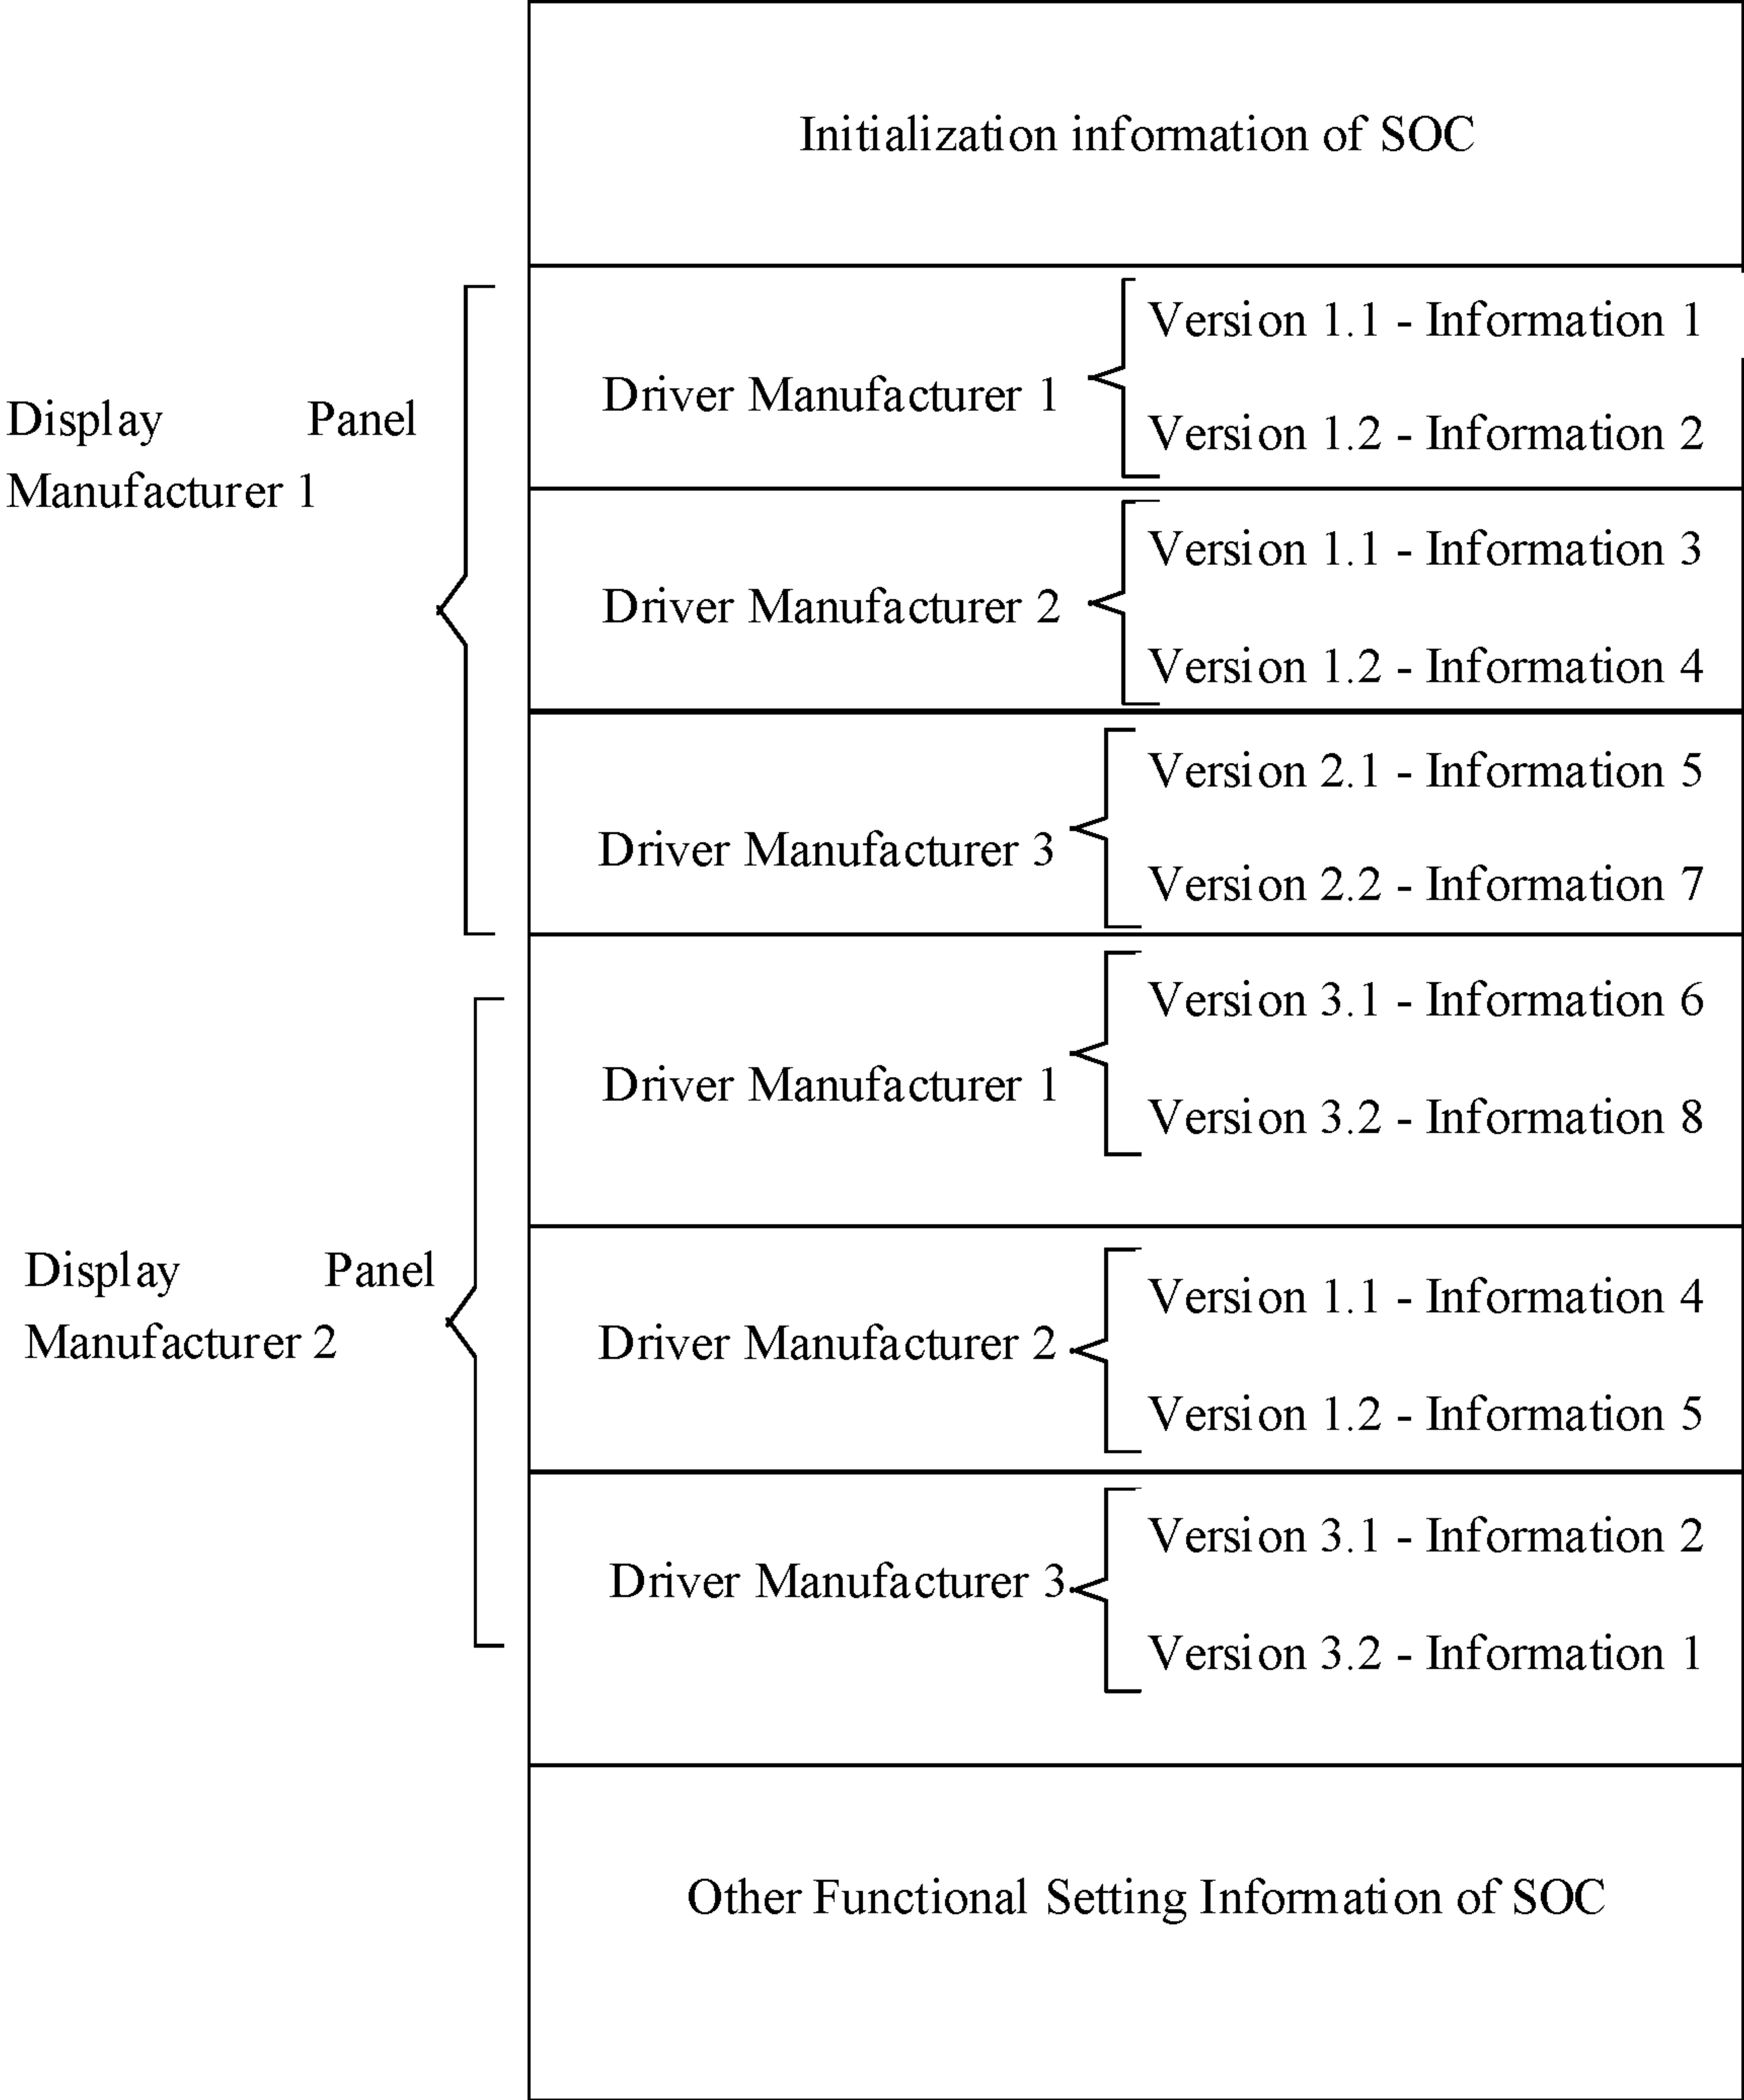 Initialization information of SOC
Display Panel
Manufacturer 1
Driver Manufacturer 1
Version 1.1 - Information 1
Version 1.2 - Information 2
Driver Manufacturer 2
Version 1.1 - Information 3
Version 1.2 - Information 4
Driver Manufacturer 3
Version 2.1 - Information 5
Version 2.2 - Information 7
Display Panel
Manufacturer 2
Driver Manufacturer 1
Version 3.1 - Information 6
Version 3.2 - Information 8
Driver Manufacturer 2
Version 1.1 - Information 4
Version 1.2 - Information 5
Driver Manufacturer 3
Version 3.1 - Information 2
Version 3.2 - Information 1
Other Functional Setting Information of SOC